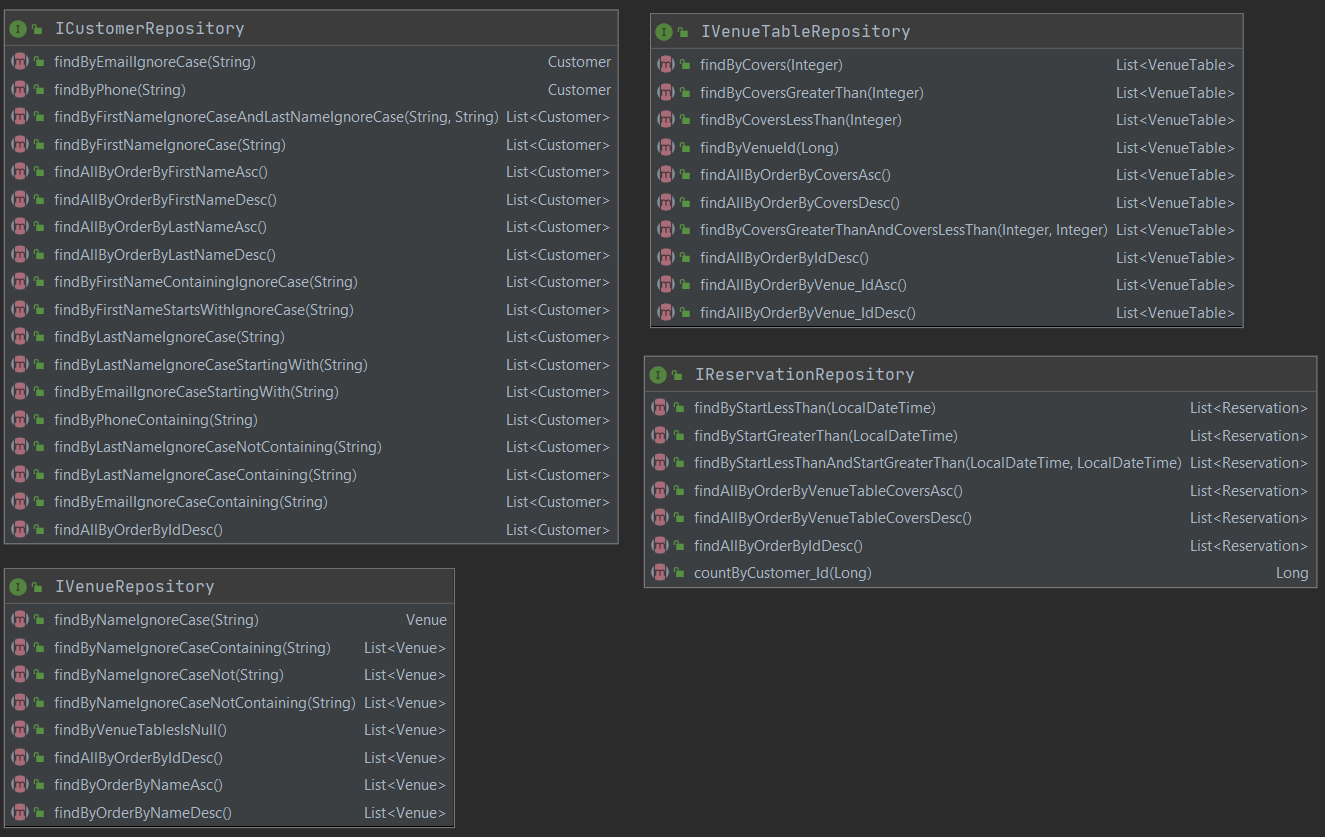 ICustomerRepository
findByEmailIgnoreCase(String) Customer
findByPhone(String) Customer
findByFirstNameIgnoreCaseAndLastNameIgnoreCase(String, String) List<Customer>
findByFirstNameIgnoreCase(String) List<Customer>
findAllByOrderByFirstNameAsc() List<Customer>
findAllByOrderByFirstNameDesc() List<Customer>
findAllByOrderByLastNameAsc() List<Customer>
findAllByOrderByLastNameDesc() List<Customer>
findByFirstNameContainingIgnoreCase(String) List<Customer>
findByFirstNameStartsWithIgnoreCase(String) List<Customer>
findByLastNameIgnoreCase(String) List<Customer>
findByLastNameIgnoreCaseStartingWith(String) List<Customer>
findByEmailIgnoreCaseStartingWith(String) List<Customer>
findByPhoneContaining(String) List<Customer>
findByLastNameIgnoreCaseNotContaining(String) List<Customer>
findByLastNameIgnoreCaseContaining(String) List<Customer>
findByEmailIgnoreCaseContaining(String) List<Customer>
findAllByOrderByIdDesc() List<Customer>
IVenueTableRepository
findByCovers(Integer) List<VenueTable>
findByCoversGreaterThan(Integer) List<VenueTable>
findByCoversLessThan(Integer) List<VenueTable>
findByVenueId(Long) List<VenueTable>
findAllByOrderByCoversAsc() List<VenueTable>
findAllByOrderByCoversDesc() List<VenueTable>
findByCoversGreaterThanAndCoversLessThan(Integer, Integer) List<VenueTable>
findAllByOrderByIdDesc() List<VenueTable>
findAllByOrderByVenue_IdAsc() List<VenueTable>
findAllByOrderByVenue_IdDesc() List<VenueTable>
IReservationRepository
findByStartLessThan(LocalDateTime) List<Reservation>
findByStartGreaterThan(LocalDateTime) List<Reservation>
findByStartLessThanAndStartGreaterThan(LocalDateTime, LocalDateTime) List<Reservation>
findAllByOrderByVenueTableCoversAsc() List<Reservation>
findAllByOrderByVenueTableCoversDesc() List<Reservation>
findAllByOrderByIdDesc() List<Reservation>
countByCustomer_Id(Long) Long
IVenueRepository
findByNameIgnoreCase(String) Venue
findByNameIgnoreCaseContaining(String) List<Venue>
findByNameIgnoreCaseNot(String) List<Venue>
findByNameIgnoreCaseNotContaining(String) List<Venue>
findByVenueTablesIsNull() List<Venue>
findAllByOrderByIdDesc() List<Venue>
findByOrderByNameAsc() List<Venue>
findByOrderByNameDesc() List<Venue>